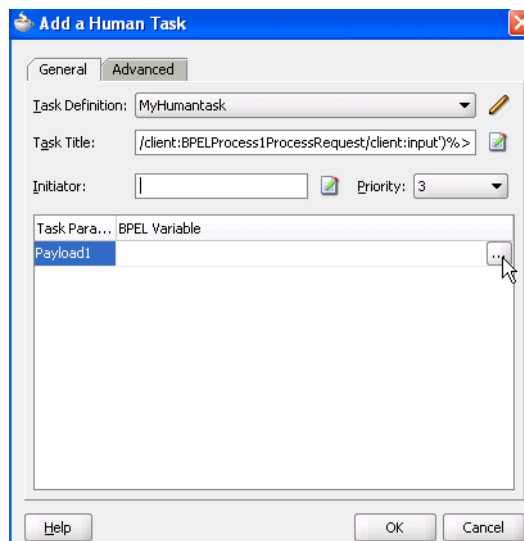 Add a Human Task
General Advanced
Task Definition: MyHumantask
Task Title: /client:BPELProcess1ProcessRequest/client:input')%>
Initiator: Priority: 3
Task Para... BPEL Variable
Payload1 ...
Help OK Cancel